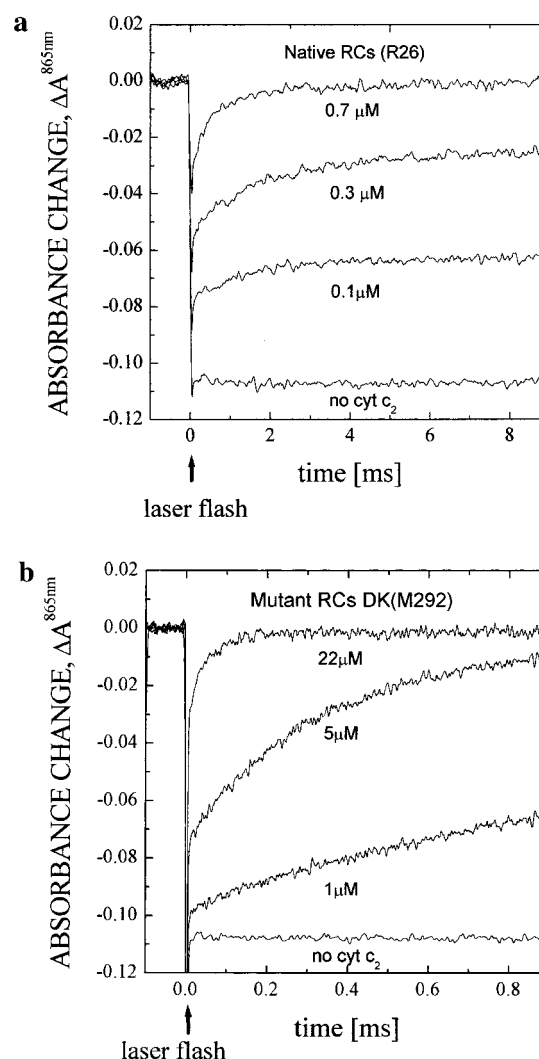 a
Native RCs (R26)
ABSORBANCE CHANGE, ΔA^865nm
0.02
0.00
-0.02
-0.04
-0.06
-0.08
-0.10
-0.12
0.7 μM
0.3 μM
0.1μM
no cyt c₂
0 2 4 6 8
time [ms]
laser flash
b
Mutant RCs DK(M292)
ABSORBANCE CHANGE, ΔA^865nm
0.02
0.00
-0.02
-0.04
-0.06
-0.08
-0.10
-0.12
22μM
5μM
1μM
no cyt c₂
0.0 0.2 0.4 0.6 0.8
time [ms]
laser flash